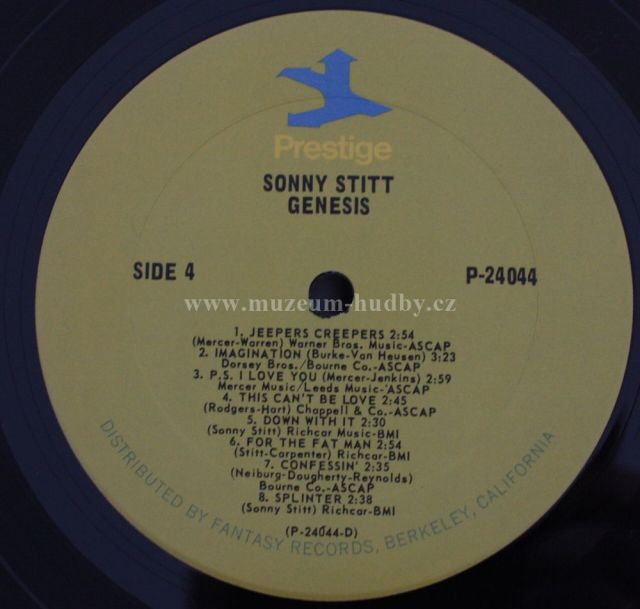 Prestige
SONNY STITT
GENESIS
SIDE 4
P-24044
www.muzeum-hudby.cz
1. JEEPERS CREEPERS 2:54
(Mercer-Warren) Warner Bros. Music-ASCAP
2. IMAGINATION (Burke-Van Heusen) 3:23
Dorsey Bros./Bourne Co.-ASCAP
3. P.S. I LOVE YOU (Mercer-Jenkins) 2:59
Mercer Music/Leeds Music-ASCAP
4. THIS CAN'T BE LOVE 2:45
(Rodgers-Hart) Chappell & Co.-ASCAP
5. DOWN WITH IT 2:30
(Sonny Stitt) Richcar Music-BMI
6. FOR THE FAT MAN 2:54
(Stitt-Carpenter) Richcar-BMI
7. CONFESSIN' 2:35
(Neiburg-Dougherty-Reynolds)
Bourne Co.-ASCAP
8. SPLINTER 2:38
(Sonny Stitt) Richcar-BMI
(P-24044-D)
DISTRIBUTED BY FANTASY RECORDS, BERKELEY, CALIFORNIA